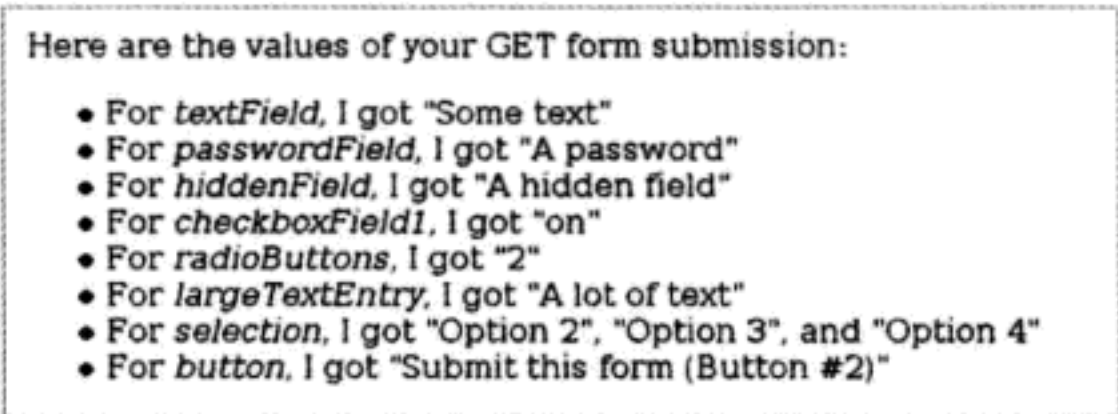 Here are the values of your GET form submission:
• For textField, I got "Some text"
• For passwordField, I got "A password"
• For hiddenField, I got "A hidden field"
• For checkboxField1, I got "on"
• For radioButtons, I got "2"
• For largeTextEntry, I got "A lot of text"
• For selection, I got "Option 2", "Option 3", and "Option 4"
• For button, I got "Submit this form (Button #2)"